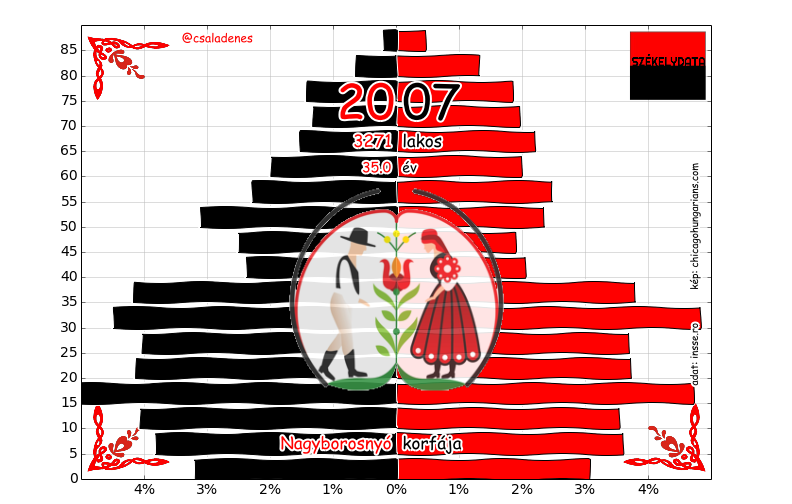 @csaladenes
SZÉKELYDATA
2007
3271 lakos
35.0 év
kép: chicagohungarians.com
adat: insse.ro
Nagyborosnyó korfája
85
80
75
70
65
60
55
50
45
40
35
30
25
20
15
10
5
0
4% 3% 2% 1% 0% 1% 2% 3% 4%